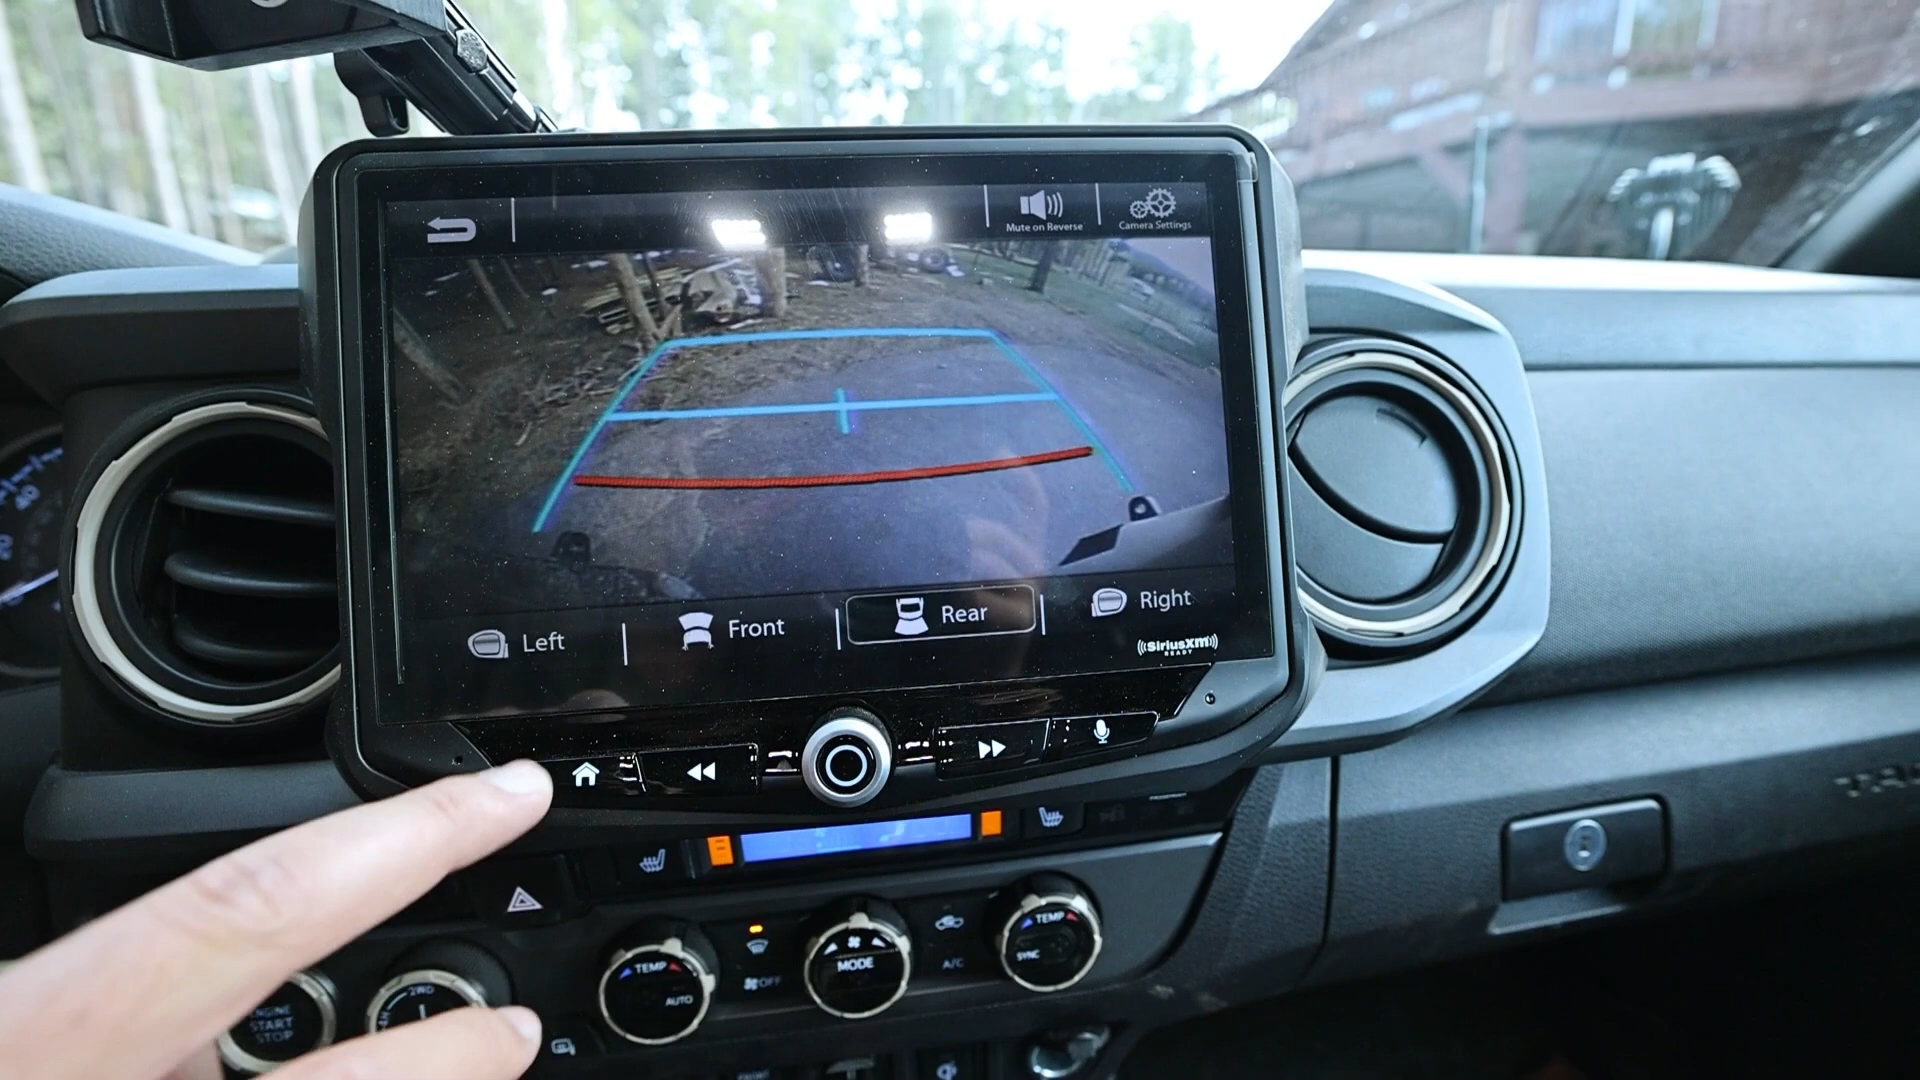 Mute on Reverse
Camera Settings
Left
Front
Rear
Right
((SiriusXM))
READY
40
TEMP
AUTO
OFF
MODE
A/C
TEMP
SYNC
ENGINE
START
STOP
2WD